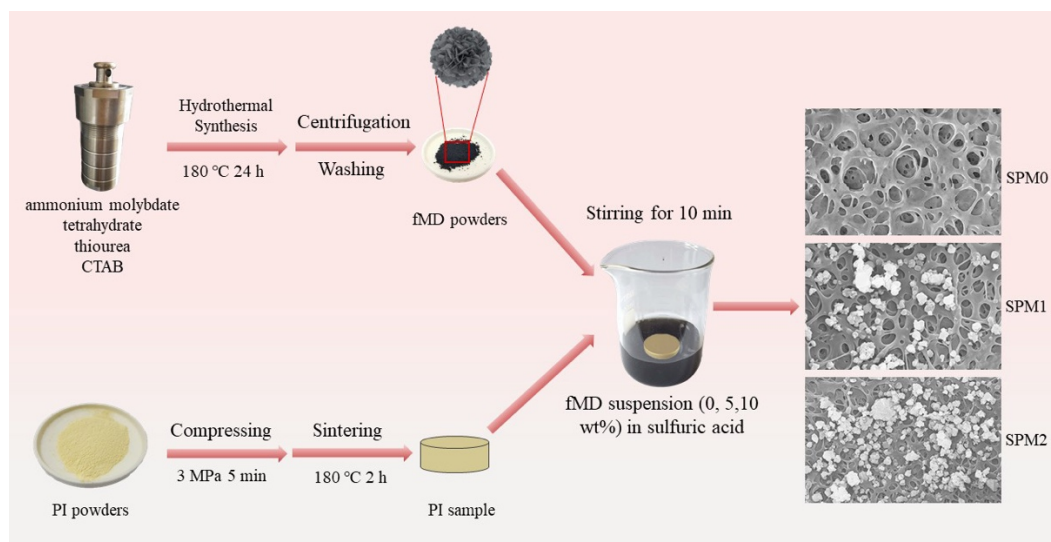 Hydrothermal
Synthesis
180 ℃ 24 h
Centrifugation
Washing
ammonium molybdate
tetrahydrate
thiourea
CTAB
fMD powders
Stirring for 10 min
fMD suspension (0, 5,10
wt%) in sulfuric acid
PI powders
Compressing
3 MPa 5 min
Sintering
180 ℃ 2 h
PI sample
SPM0
SPM1
SPM2